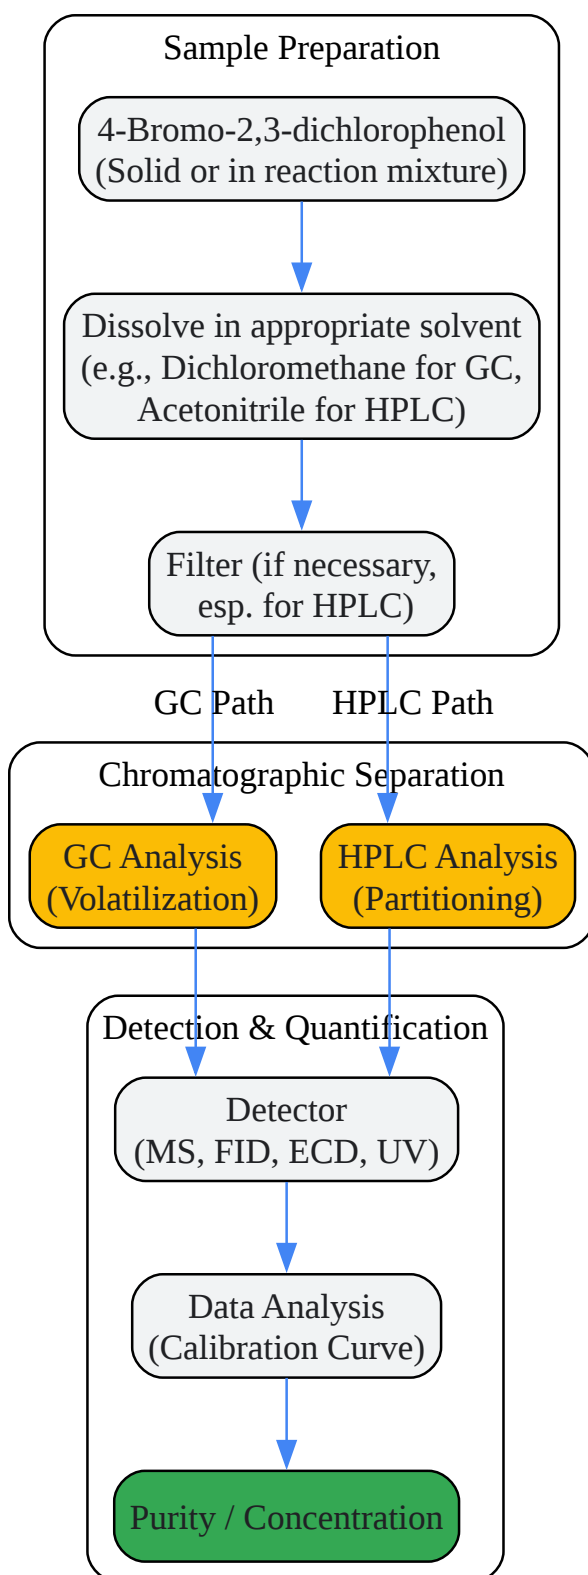 Sample Preparation
4-Bromo-2,3-dichlorophenol
(Solid or in reaction mixture)
Dissolve in appropriate solvent
(e.g., Dichloromethane for GC,
Acetonitrile for HPLC)
Filter (if necessary,
esp. for HPLC)
GC Path
HPLC Path
Chromatographic Separation
GC Analysis
(Volatilization)
HPLC Analysis
(Partitioning)
Detection & Quantification
Detector
(MS, FID, ECD, UV)
Data Analysis
(Calibration Curve)
Purity / Concentration